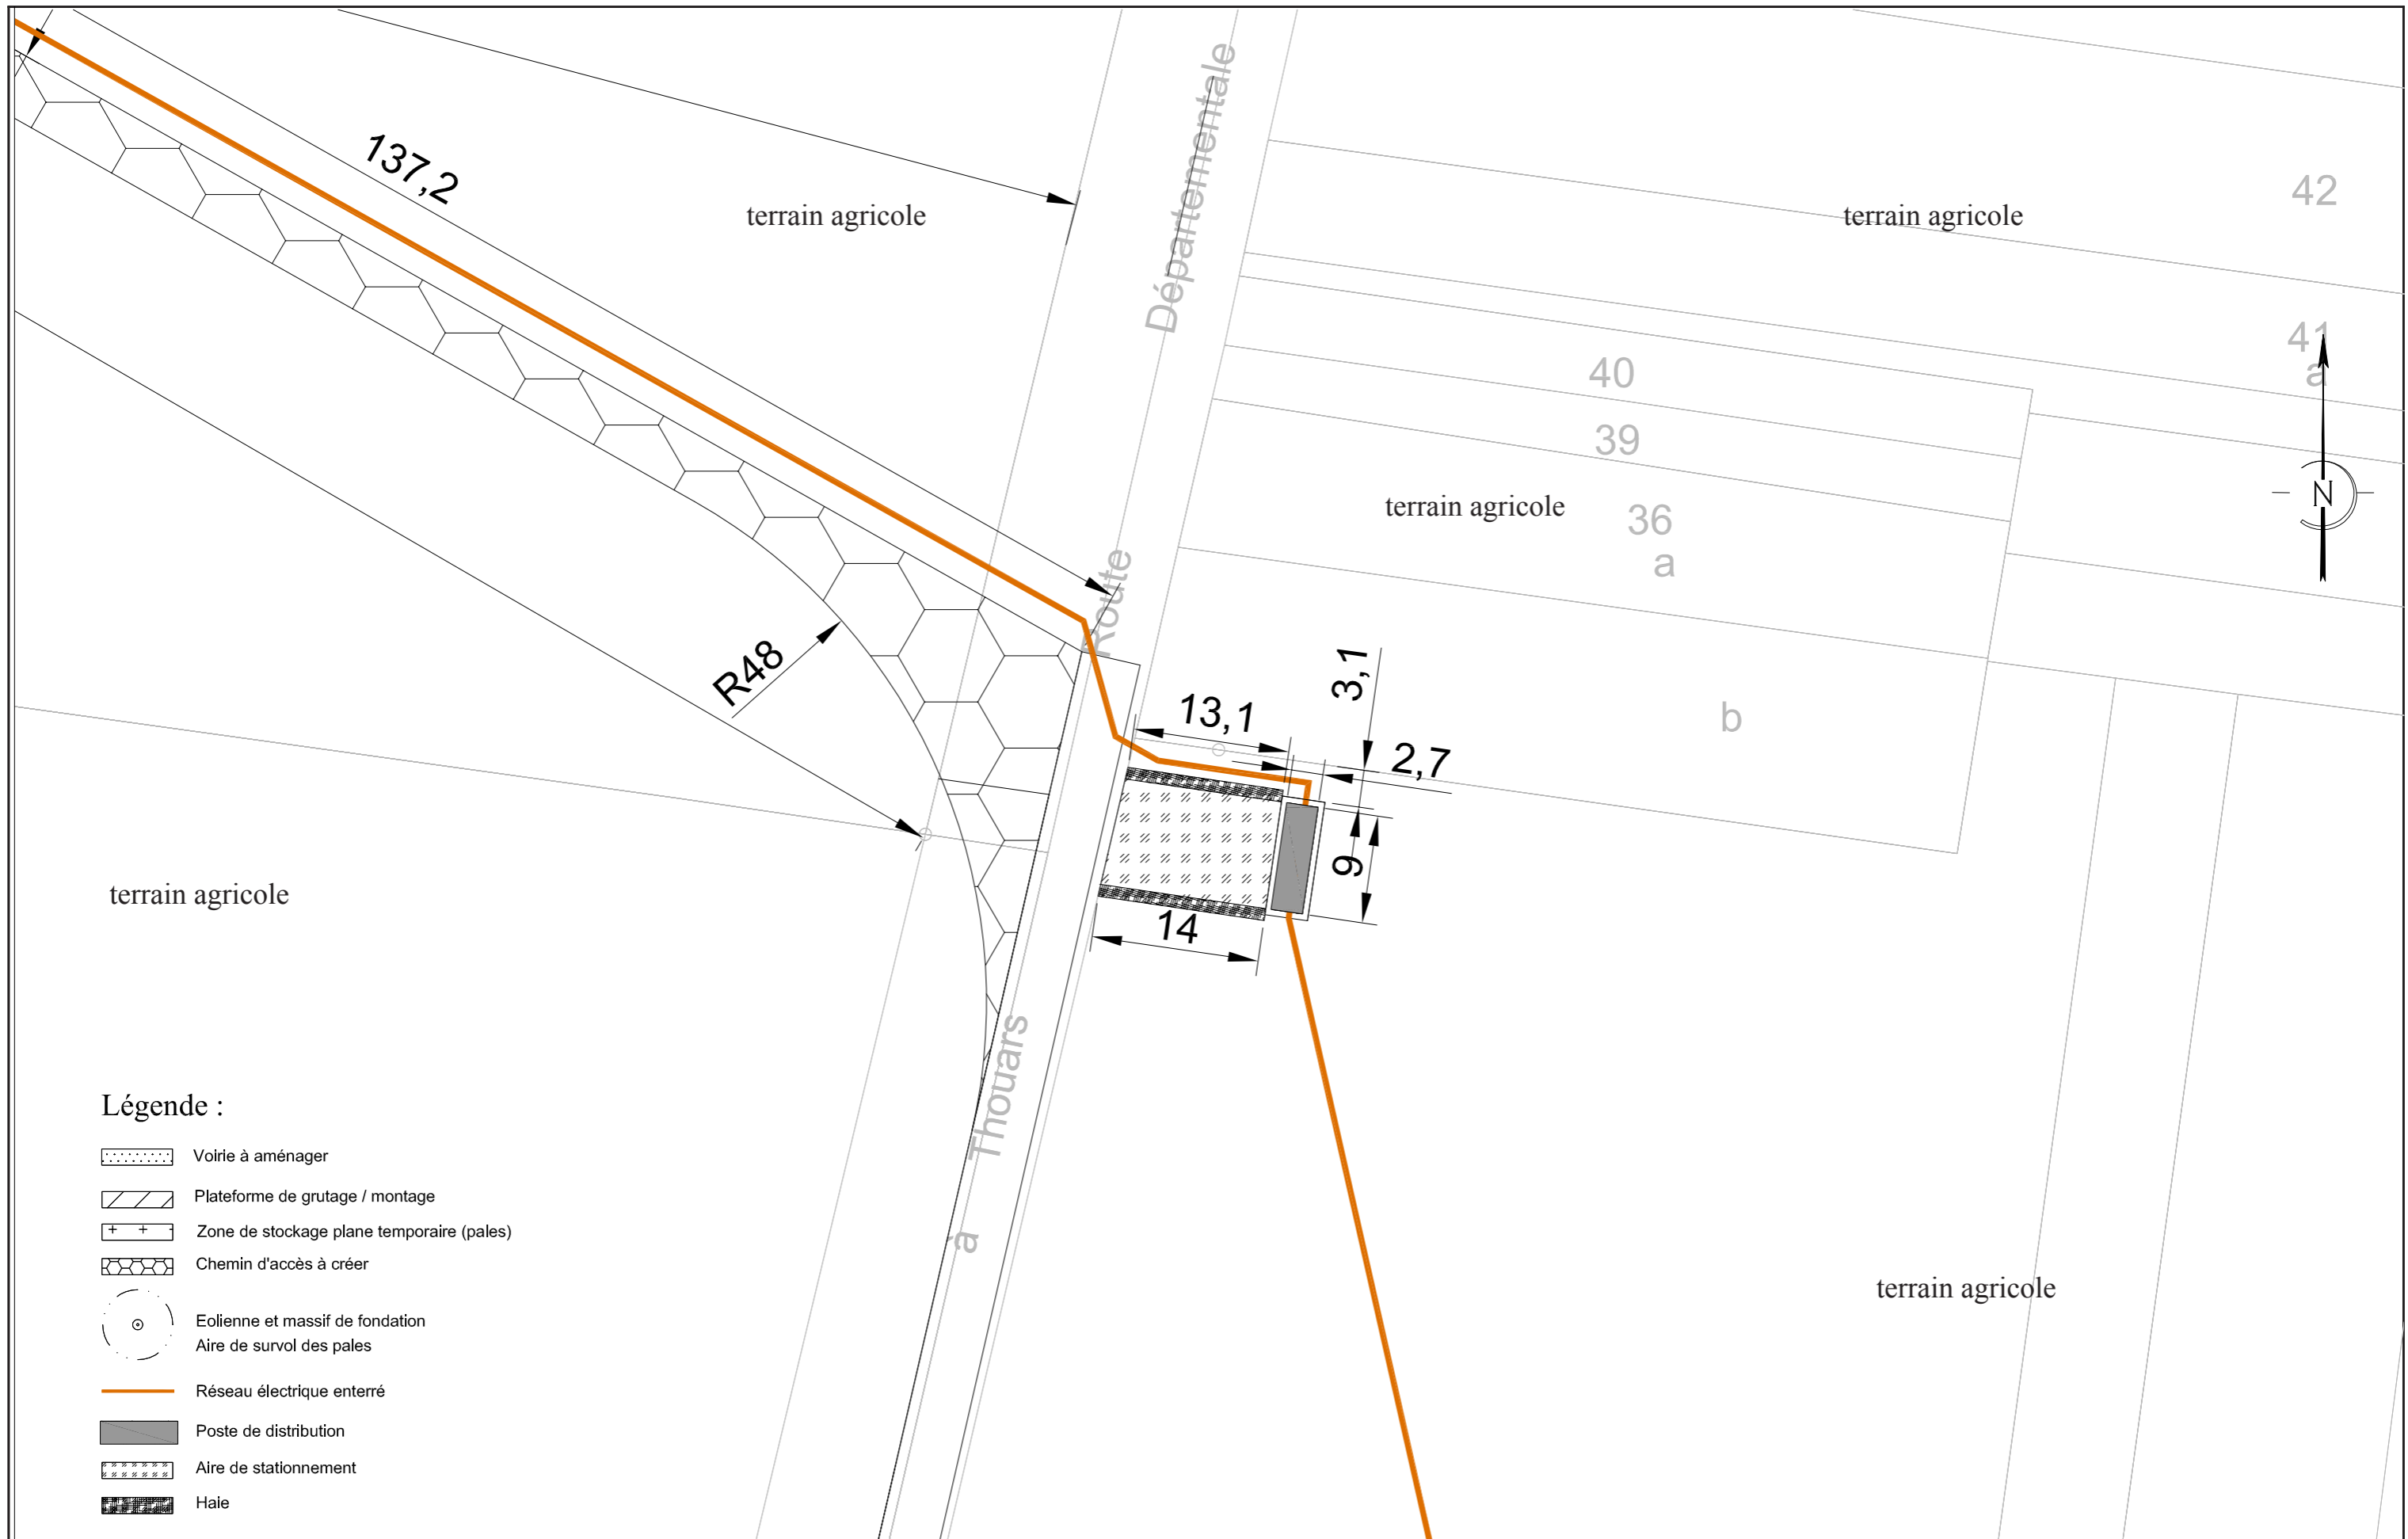 137,2
terrain agricole
Départementale
terrain agricole
42
41
a
40
39
terrain agricole
36
a
N
Route
R48
3,1
13,1
2,7
b
9
14
terrain agricole
Thouars
à
terrain agricole
Légende :
Voirie à aménager
Plateforme de grutage / montage
Zone de stockage plane temporaire (pales)
Chemin d'accès à créer
Eolienne et massif de fondation
Aire de survol des pales
Réseau électrique enterré
Poste de distribution
Aire de stationnement
Haie